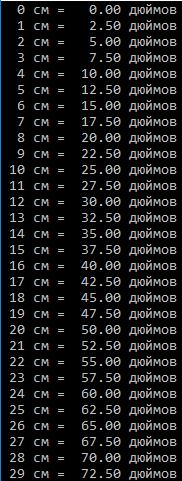 0 см =   0.00 дюймов
1 см =   2.50 дюймов
2 см =   5.00 дюймов
3 см =   7.50 дюймов
4 см =  10.00 дюймов
5 см =  12.50 дюймов
6 см =  15.00 дюймов
7 см =  17.50 дюймов
8 см =  20.00 дюймов
9 см =  22.50 дюймов
10 см =  25.00 дюймов
11 см =  27.50 дюймов
12 см =  30.00 дюймов
13 см =  32.50 дюймов
14 см =  35.00 дюймов
15 см =  37.50 дюймов
16 см =  40.00 дюймов
17 см =  42.50 дюймов
18 см =  45.00 дюймов
19 см =  47.50 дюймов
20 см =  50.00 дюймов
21 см =  52.50 дюймов
22 см =  55.00 дюймов
23 см =  57.50 дюймов
24 см =  60.00 дюймов
25 см =  62.50 дюймов
26 см =  65.00 дюймов
27 см =  67.50 дюймов
28 см =  70.00 дюймов
29 см =  72.50 дюймов